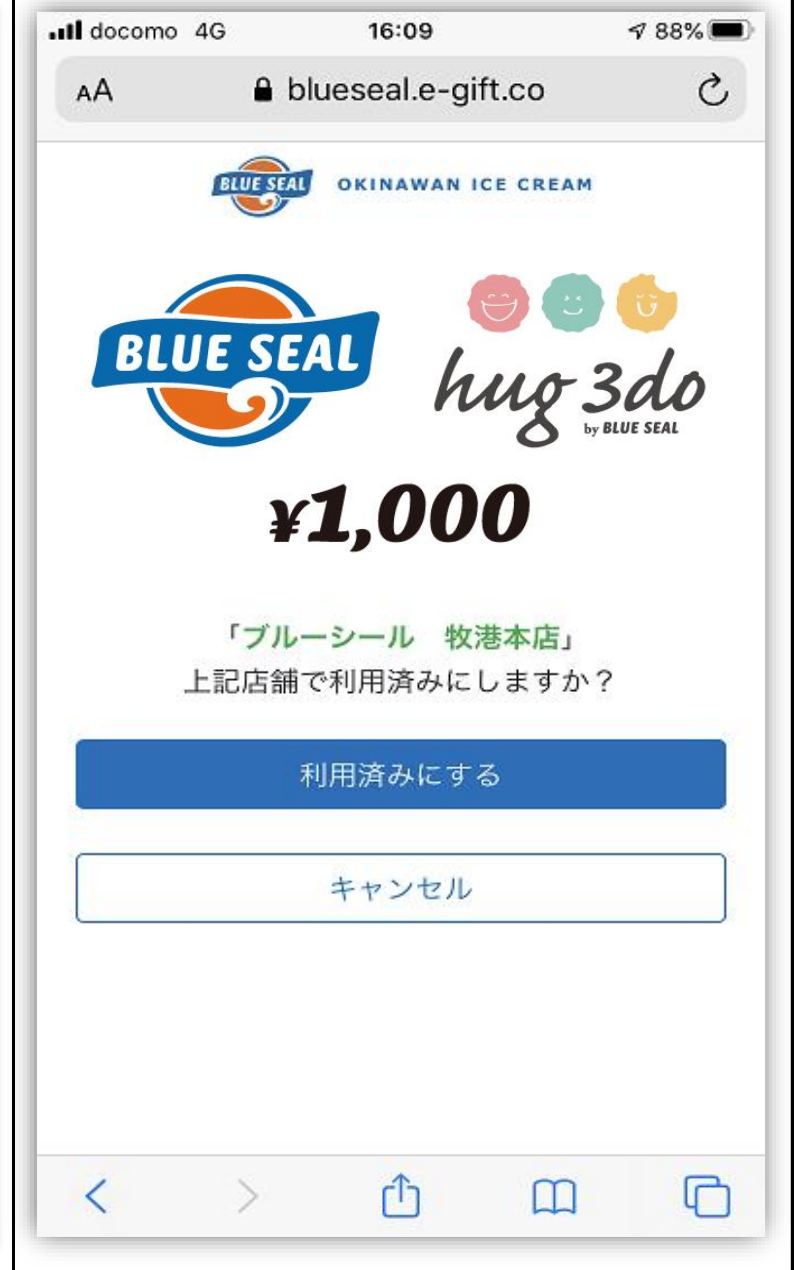 docomo 4G 16:09 88%
AA blueseal.e-gift.co
BLUE SEAL OKINAWAN ICE CREAM
BLUE SEAL
hug 3do
by BLUE SEAL
¥1,000
「ブルーシール 牧港本店」
上記店舗で利用済みにしますか？
利用済みにする
キャンセル